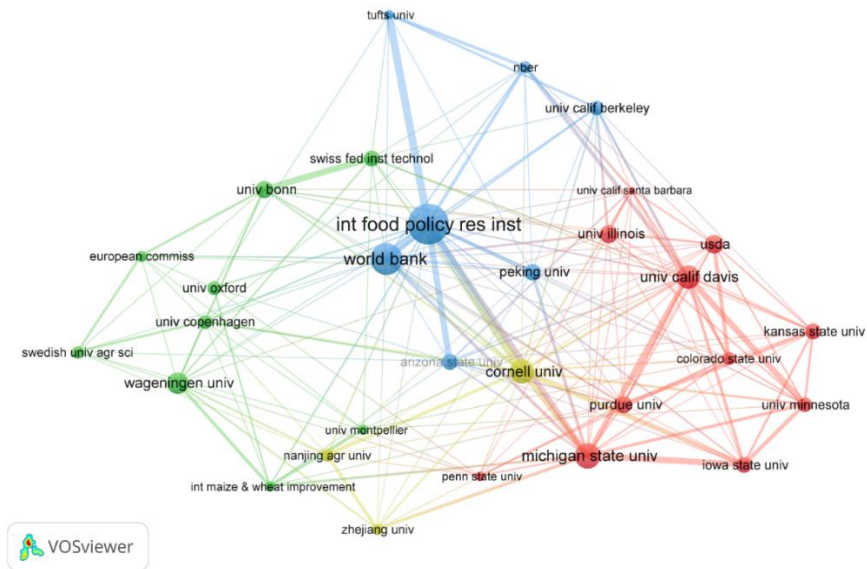 tufts univ
nber
univ calif berkeley
swiss fed inst technol
univ bonn
univ calif santa barbara
int food policy res inst
univ illinois
usda
european commiss
world bank
peking univ
univ calif davis
univ oxford
univ copenhagen
kansas state univ
swedish univ agr sci
arizona state univ
colorado state univ
wageningen univ
cornell univ
purdue univ
univ minnesota
univ montpellier
nanjing agr univ
michigan state univ
iowa state univ
int maize & wheat improvement
penn state univ
zhejiang univ
VOSviewer